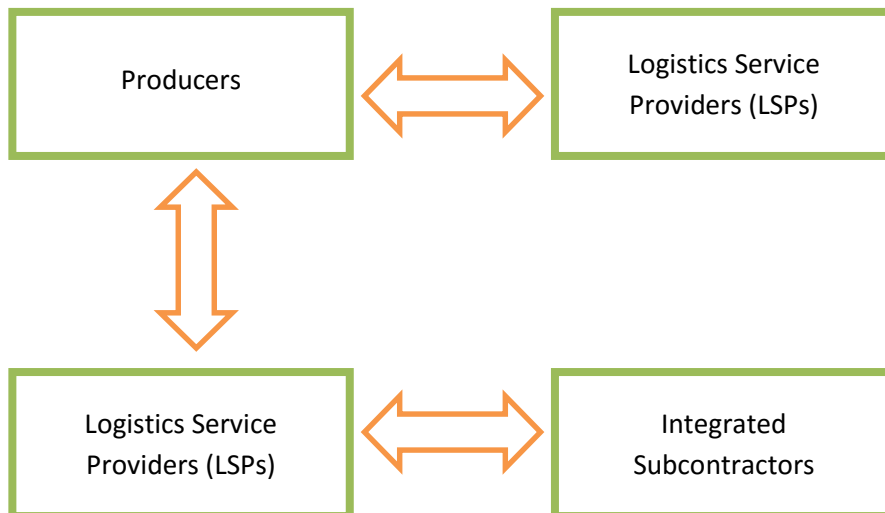 Producers
Logistics Service
Providers (LSPs)
Logistics Service
Providers (LSPs)
Integrated
Subcontractors